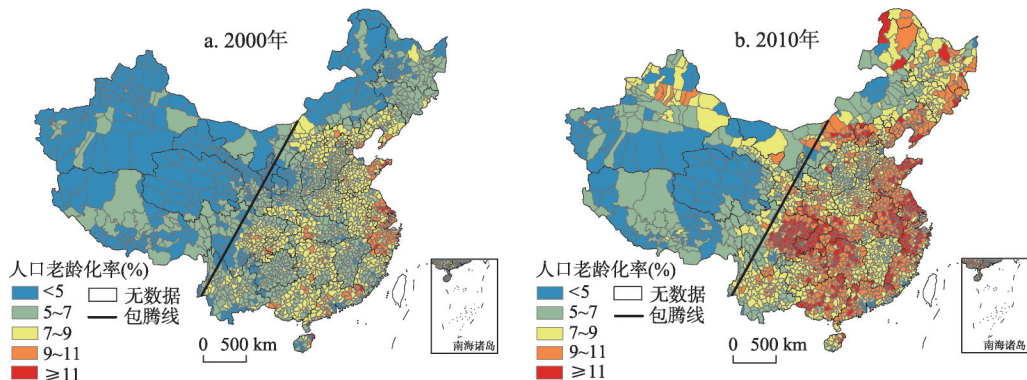 a. 2000年
人口老龄化率(%)
<5
5~7
7~9
9~11
≥11
无数据
包腾线
0 500 km
南海诸岛
b. 2010年
人口老龄化率(%)
<5
5~7
7~9
9~11
≥11
无数据
包腾线
0 500 km
南海诸岛